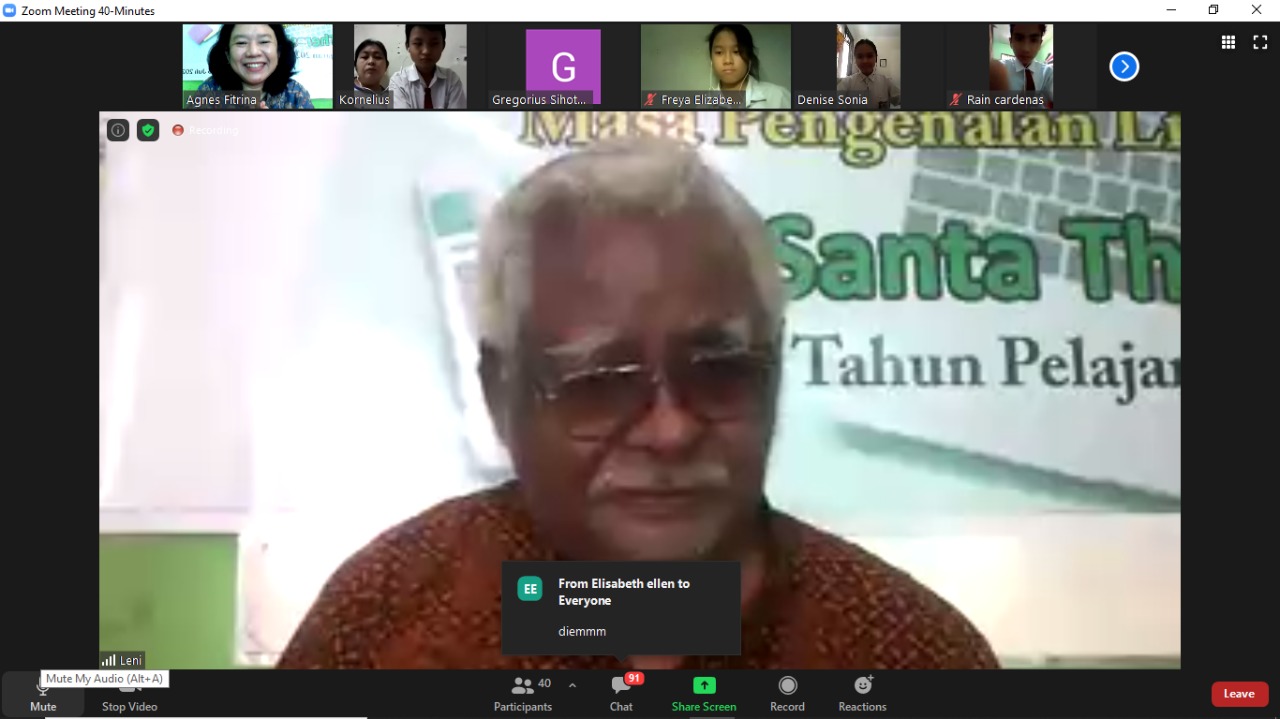 Zoom Meeting 40-Minutes
Agnes Fitrina
Kornelius
G
Gregorius Sihot...
Freya Elizabe...
Denise Sonia
Rain cardenas
Recording
Masa Pengenalan Li
Santa Th
Tahun Pelajar
EE
From Elisabeth ellen to
Everyone
diemmm
Leni
Mute My Audio (Alt+A)
Mute
Stop Video
40
Participants
91
Chat
Share Screen
Record
Reactions
Leave